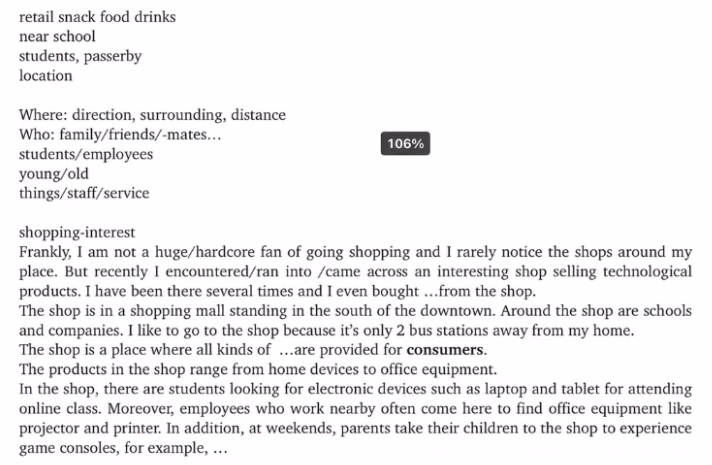 retail snack food drinks
near school
students, passerby
location
Where: direction, surrounding, distance
Who: family/friends/-mates...
106%
students/employees
young/old
things/staff/service
shopping-interest
Frankly, I am not a huge/hardcore fan of going shopping and I rarely notice the shops around my
place. But recently I encountered/ran into /came across an interesting shop selling technological
products. I have been there several times and I even bought ...from the shop.
The shop is in a shopping mall standing in the south of the downtown. Around the shop are schools
and companies. I like to go to the shop because it's only 2 bus stations away from my home.
The shop is a place where all kinds of ...are provided for consumers.
The products in the shop range from home devices to office equipment.
In the shop, there are students looking for electronic devices such as laptop and tablet for attending
online class. Moreover, employees who work nearby often come here to find office equipment like
projector and printer. In addition, at weekends, parents take their children to the shop to experience
game consoles, for example, ...